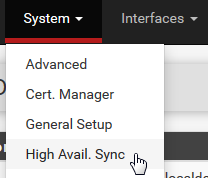 System Interfaces
Advanced
Cert. Manager
General Setup
High Avail. Sync